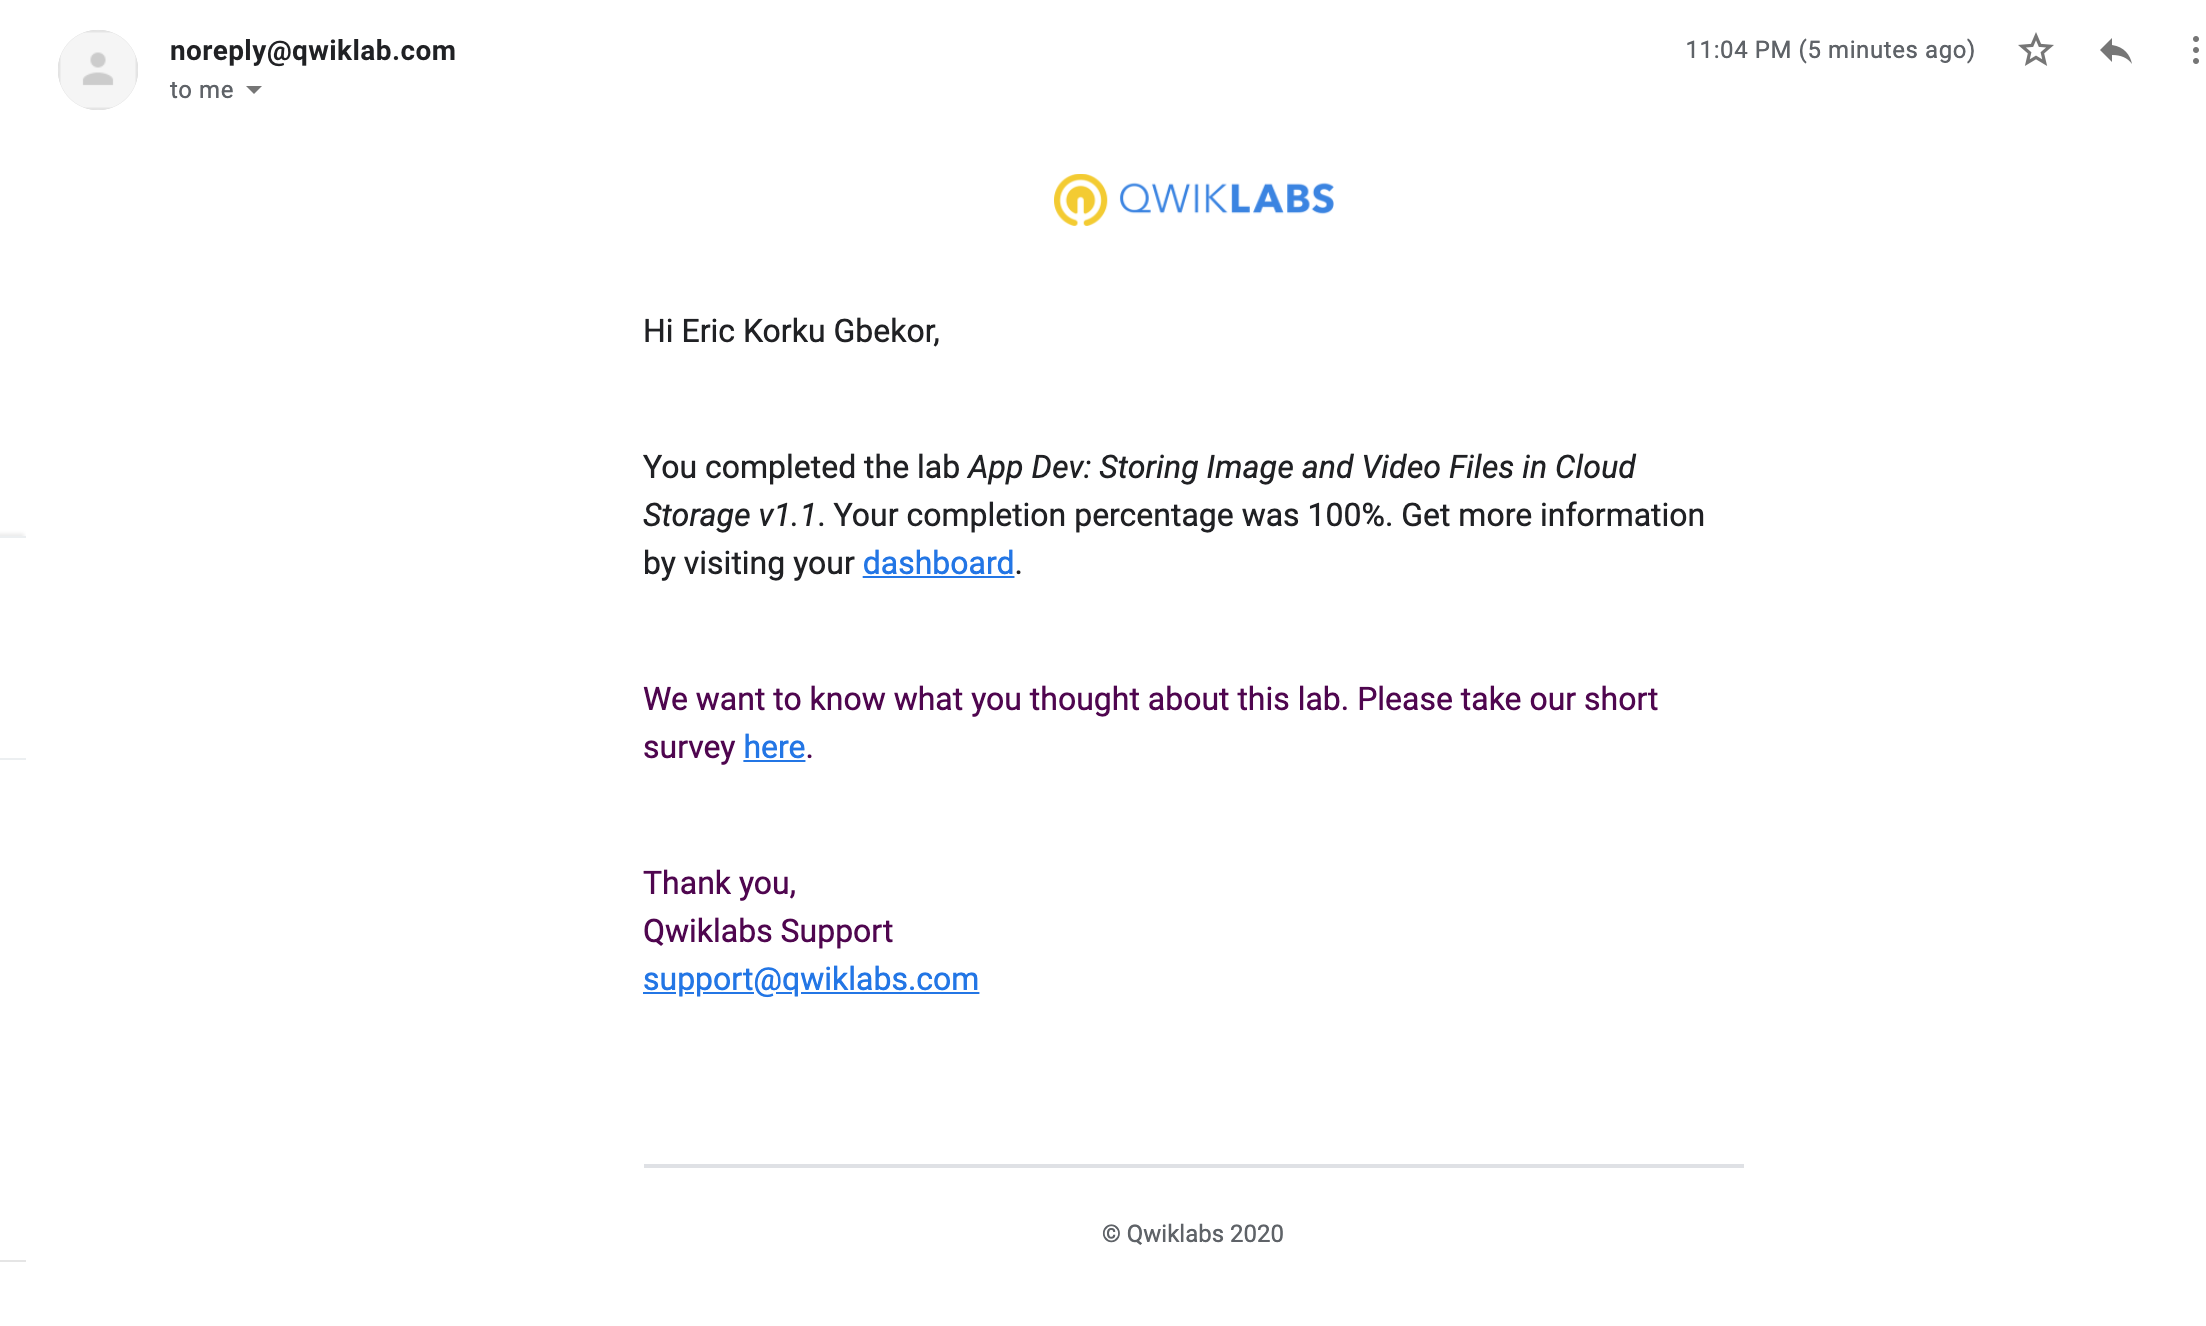 noreply@qwiklab.com
11:04 PM (5 minutes ago)
to me
QWIKLABS
Hi Eric Korku Gbekor,
You completed the lab App Dev: Storing Image and Video Files in Cloud
Storage v1.1. Your completion percentage was 100%. Get more information
by visiting your dashboard.
We want to know what you thought about this lab. Please take our short
survey here.
Thank you,
Qwiklabs Support
support@qwiklabs.com
© Qwiklabs 2020